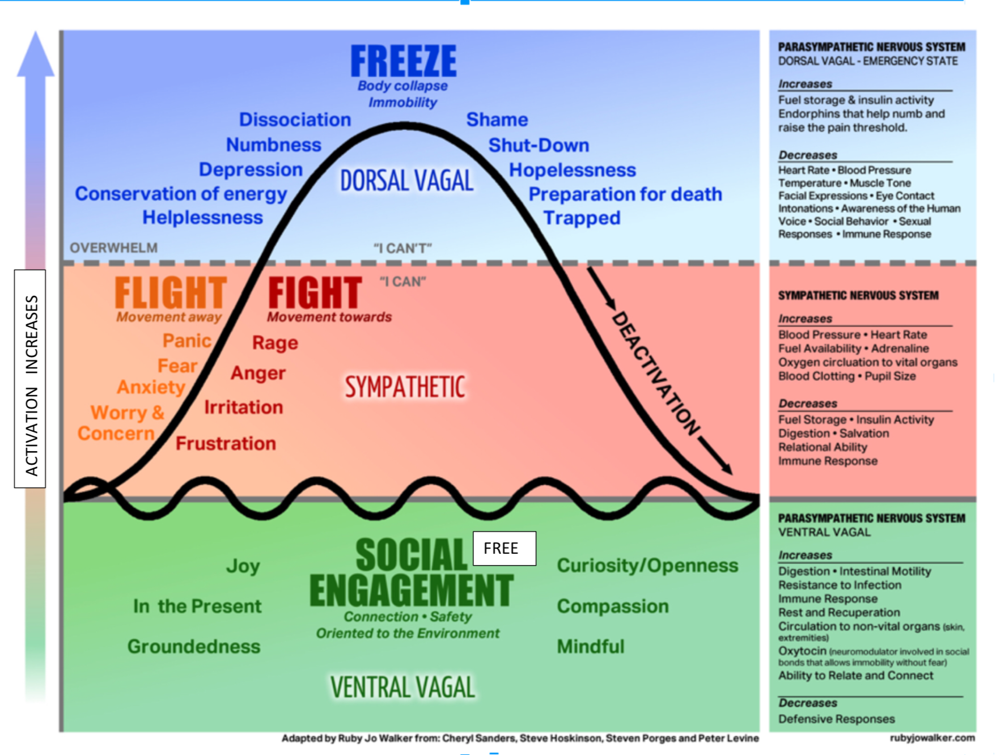 FREEZE
Body collapse
Immobility
Dissociation
Numbness
Depression
Conservation of energy
Helplessness
Shame
Shut-Down
Hopelessness
Preparation for death
Trapped
DORSAL VAGAL
OVERWHELM
"I CAN'T"
"I CAN"
FLIGHT
Movement away
Panic
Fear
Anxiety
Worry &
Concern
FIGHT
Movement towards
Rage
Anger
Irritation
Frustration
SYMPATHETIC
DEACTIVATION
ACTIVATION INCREASES
SOCIAL
ENGAGEMENT
FREE
Connection • Safety
Oriented to the Environment
Joy
In the Present
Groundedness
Curiosity/Openness
Compassion
Mindful
VENTRAL VAGAL
PARASYMPATHETIC NERVOUS SYSTEM
DORSAL VAGAL - EMERGENCY STATE
Increases
Fuel storage & insulin activity
Endorphins that help numb and
raise the pain threshold.
Decreases
Heart Rate • Blood Pressure
Temperature • Muscle Tone
Facial Expressions • Eye Contact
Intonations • Awareness of the Human
Voice • Social Behavior • Sexual
Responses • Immune Response
SYMPATHETIC NERVOUS SYSTEM
Increases
Blood Pressure • Heart Rate
Fuel Availability • Adrenaline
Oxygen circluation to vital organs
Blood Clotting • Pupil Size
Decreases
Fuel Storage • Insulin Activity
Digestion • Salvation
Relational Ability
Immune Response
PARASYMPATHETIC NERVOUS SYSTEM
VENTRAL VAGAL
Increases
Digestion • Intestinal Motility
Resistance to Infection
Immune Response
Rest and Recuperation
Circulation to non-vital organs (skin,
extremities)
Oxytocin (neuromodulator involved in social
bonds that allows immobility without fear)
Ability to Relate and Connect
Decreases
Defensive Responses
Adapted by Ruby Jo Walker from: Cheryl Sanders, Steve Hoskinson, Steven Porges and Peter Levine
rubyjowalker.com